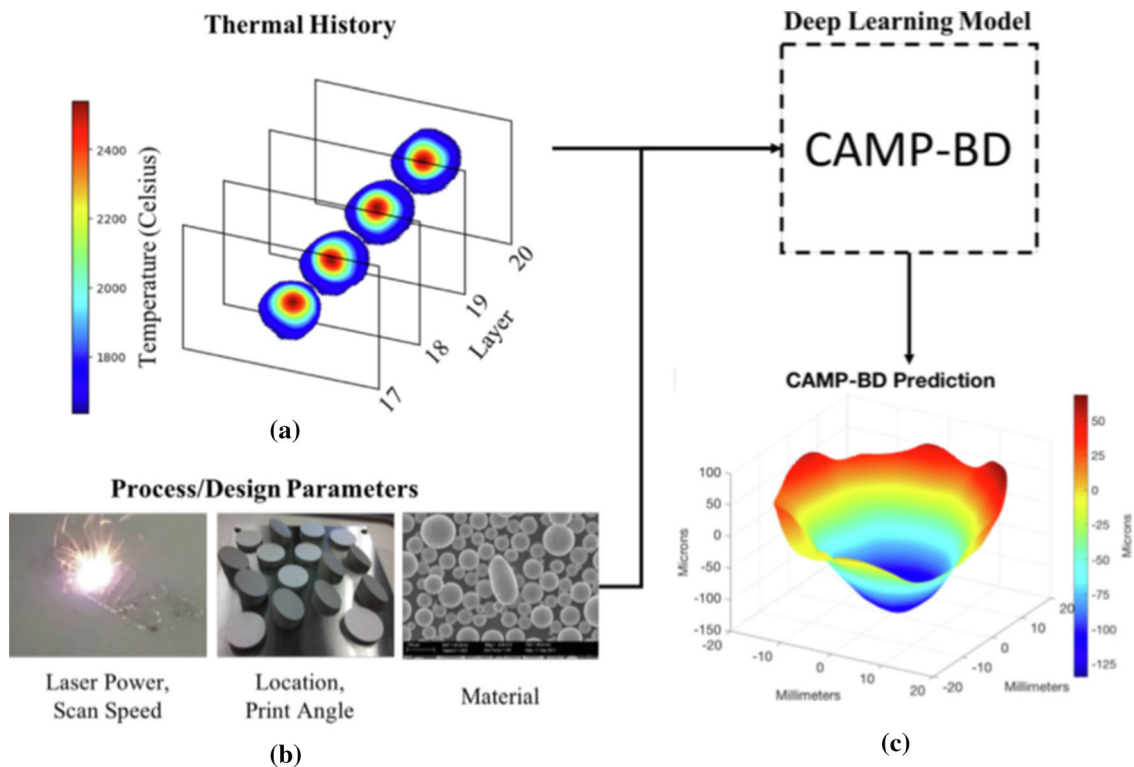 Thermal History
2400
2200
2000
1800
Temperature (Celsius)
20
19
18
17
Layer
(a)
Deep Learning Model
CAMP-BD
Process/Design Parameters
Laser Power,
Scan Speed
Location,
Print Angle
Material
(b)
CAMP-BD Prediction
100
50
0
-50
-100
-150
Microns
-20
-10
0
10
20
Millimeters
-20
-10
0
10
20
Millimeters
50
25
0
-25
-50
-75
-100
-125
Microns
(c)